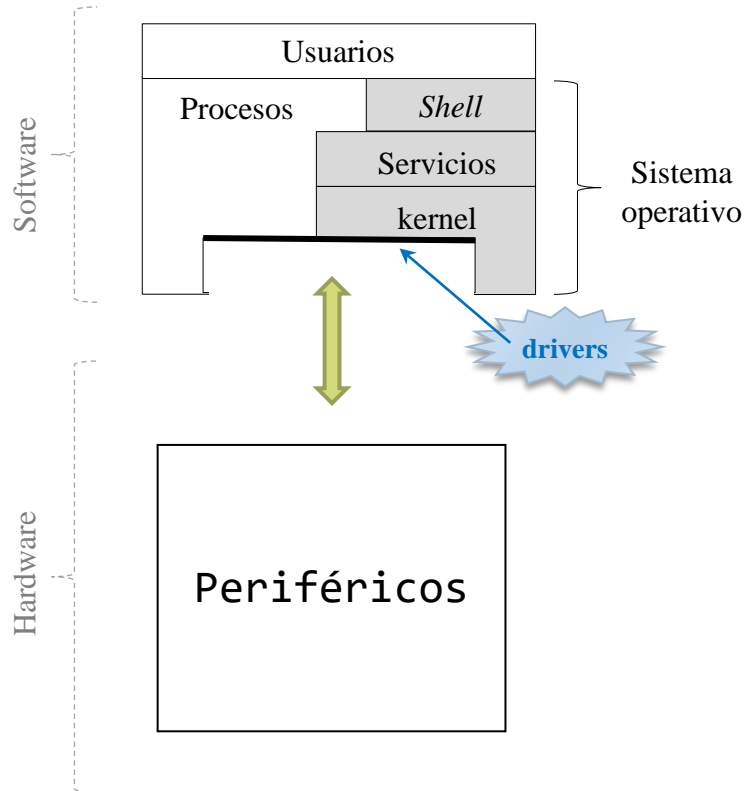 Usuarios
Procesos
Shell
Servicios
kernel
Sistema
operativo
drivers
Software
Periféricos
Hardware